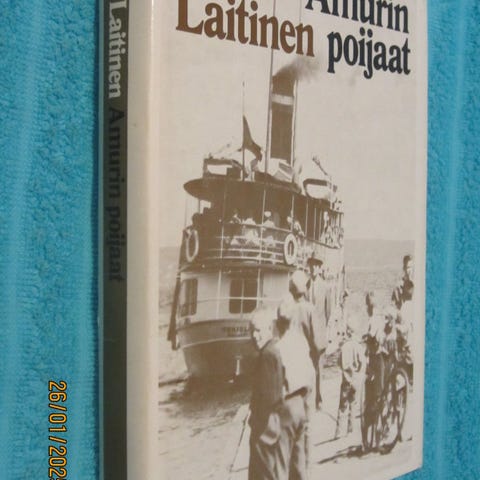 Laitinen
Amurin
poijaat
Laitinen Amurin poijaat
26/01/202